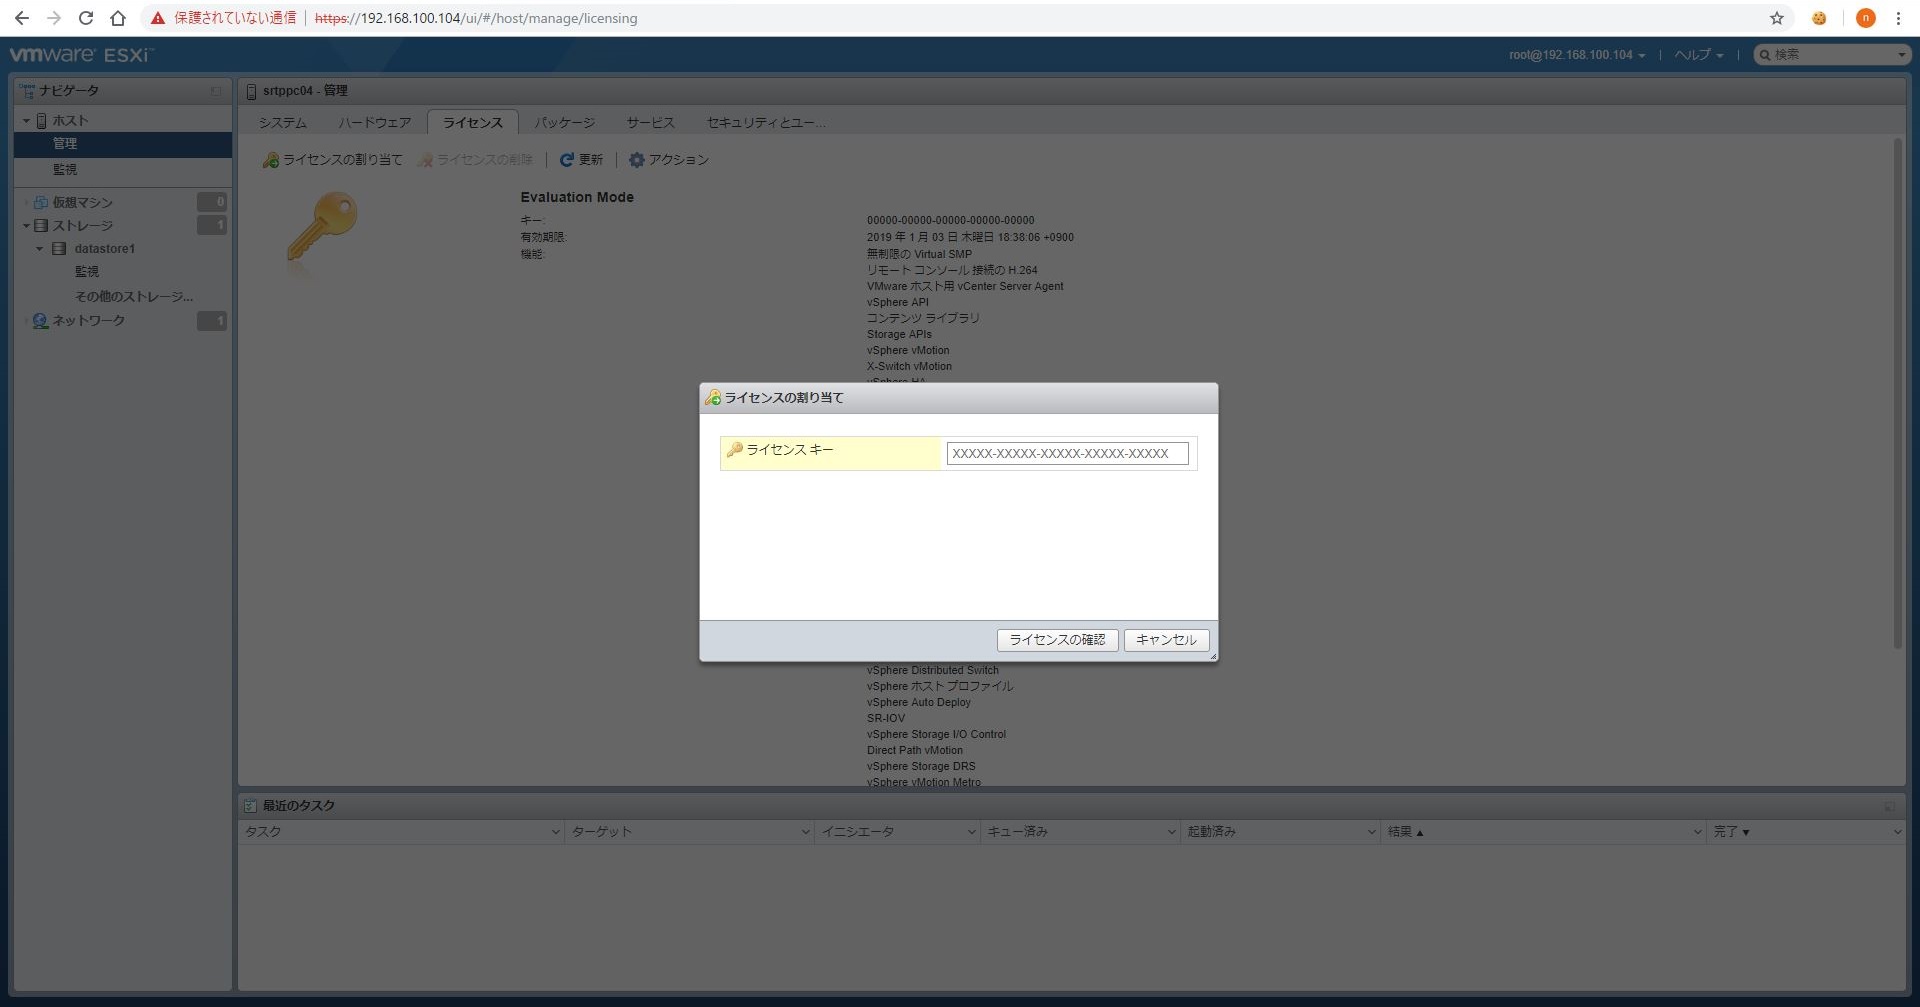 保護されていない通信 https://192.168.100.104/ui/#/host/manage/licensing n
vmware ESXi™ root@192.168.100.104 ヘルプ 検索
ナビゲータ
ホスト
管理
監視
仮想マシン 0
ストレージ 1
datastore1
監視
その他のストレージ...
ネットワーク 1
srtppc04 - 管理
システム ハードウェア ライセンス パッケージ サービス セキュリティとユー...
ライセンスの割り当て ライセンスの削除 更新 アクション
Evaluation Mode
キー: 00000-00000-00000-00000-00000
有効期限: 2019 年 1 月 03 日 木曜日 18:38:06 +0900
機能: 無制限の Virtual SMP
リモート コンソール 接続の H.264
VMware ホスト用 vCenter Server Agent
vSphere API
コンテンツ ライブラリ
Storage APIs
vSphere vMotion
X-Switch vMotion
vSphere HA
ライセンスの割り当て
ライセンス キー XXXXX-XXXXX-XXXXX-XXXXX-XXXXX
ライセンスの確認 キャンセル
vSphere Distributed Switch
vSphere ホスト プロファイル
vSphere Auto Deploy
SR-IOV
vSphere Storage I/O Control
Direct Path vMotion
vSphere Storage DRS
vSphere vMotion Metro
最近のタスク
タスク ターゲット イニシエータ キュー済み 起動済み 結果 ▲ 完了 ▼